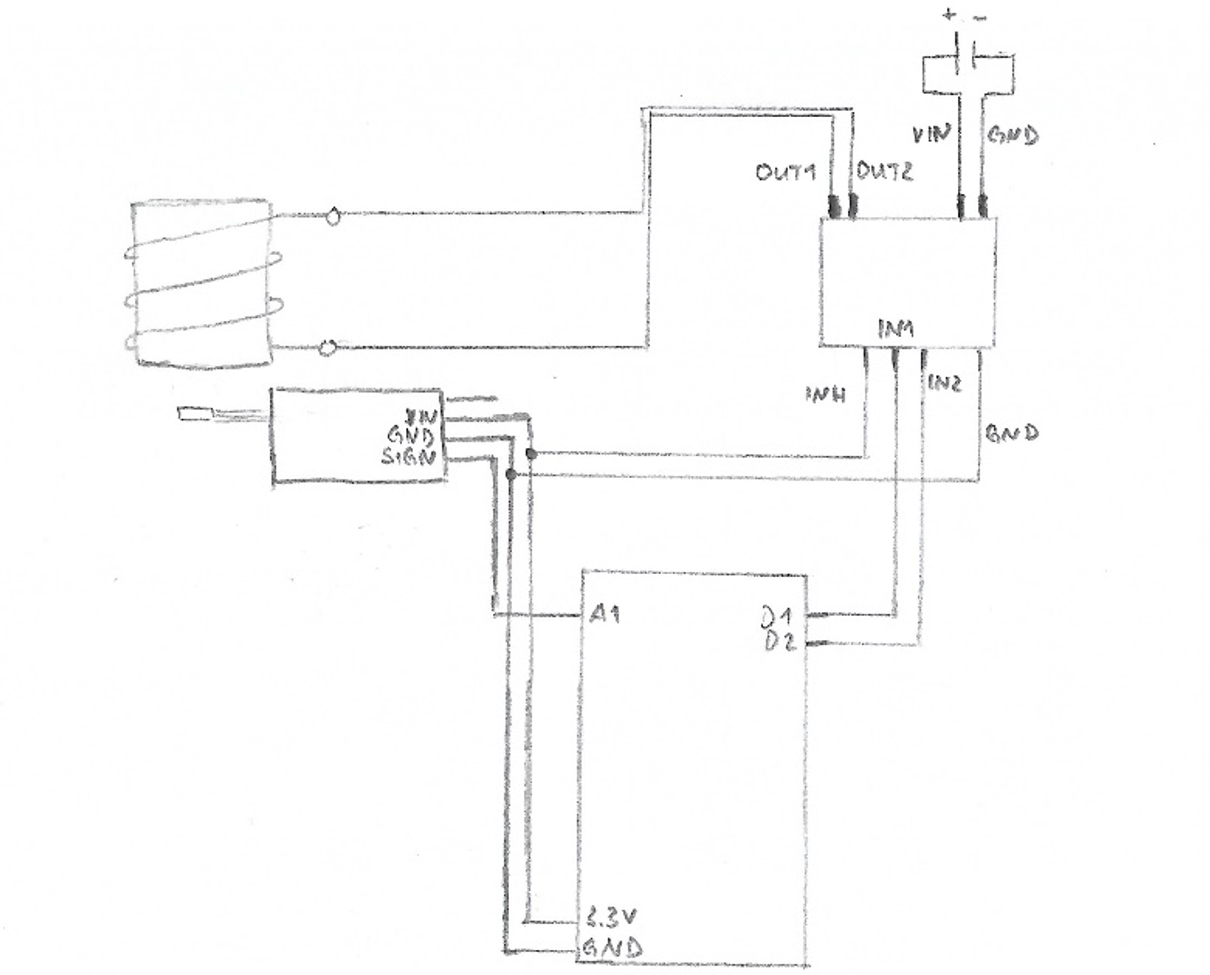 + -
VIN GND
OUT1 OUT2
IN1
INH IN2
GND
VIN
GND
SIGN
A1 D1
D2
3.3V
GND